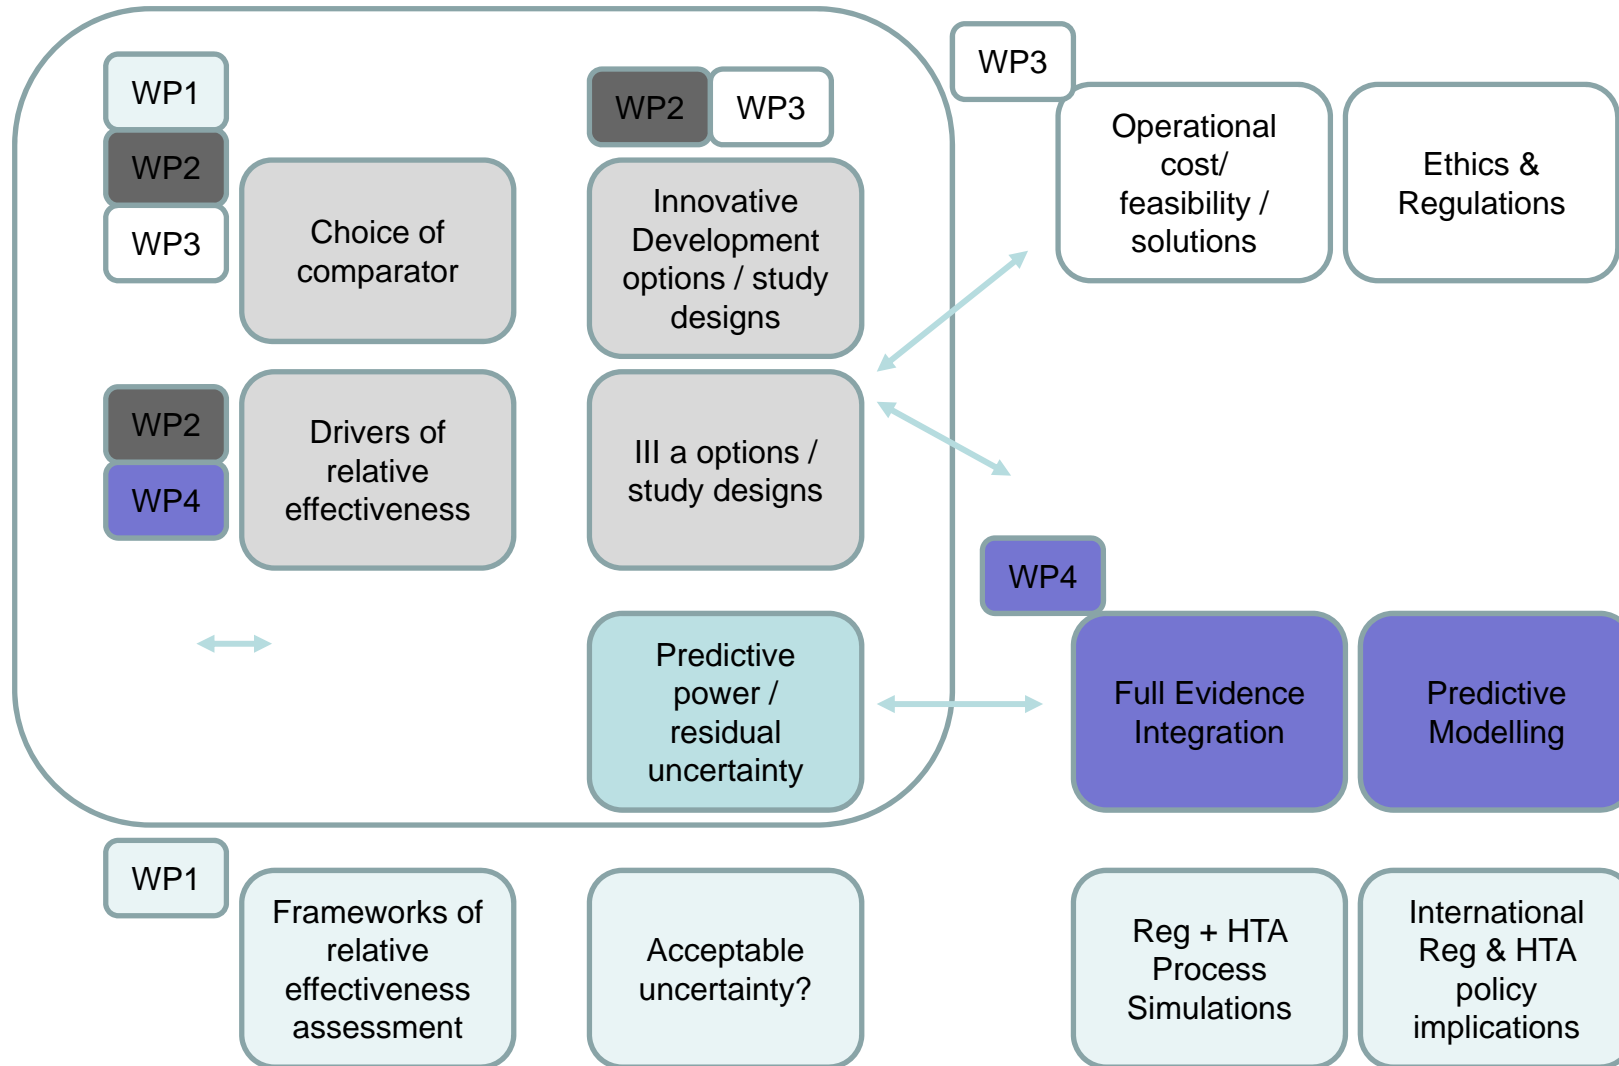 WP1
WP2
WP3
Choice of
comparator
WP2
WP3
Innovative
Development
options / study
designs
WP3
Operational
cost/
feasibility /
solutions
Ethics &
Regulations
WP2
WP4
Drivers of
relative
effectiveness
III a options /
study designs
Predictive
power /
residual
uncertainty
WP4
Full Evidence
Integration
Predictive
Modelling
WP1
Frameworks of
relative
effectiveness
assessment
Acceptable
uncertainty?
Reg + HTA
Process
Simulations
International
Reg & HTA
policy
implications